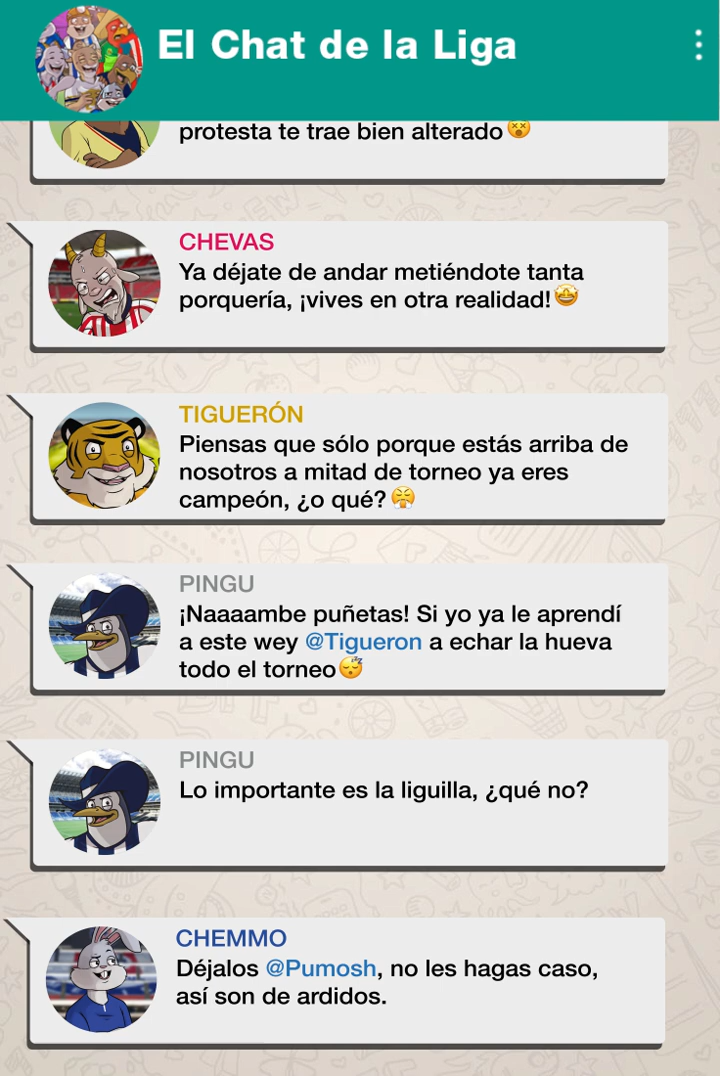 El Chat de la Liga
protesta te trae bien alterado😵
CHEVAS
Ya déjate de andar metiéndote tanta
porquería, ¡vives en otra realidad!🤩
TIGUERÓN
Piensas que sólo porque estás arriba de
nosotros a mitad de torneo ya eres
campeón, ¿o qué?😤
PINGU
¡Naaaambe puñetas! Si yo ya le aprendí
a este wey @Tigueron a echar la hueva
todo el torneo😴
PINGU
Lo importante es la liguilla, ¿qué no?
CHEMMO
Déjalos @Pumosh, no les hagas caso,
así son de ardidos.